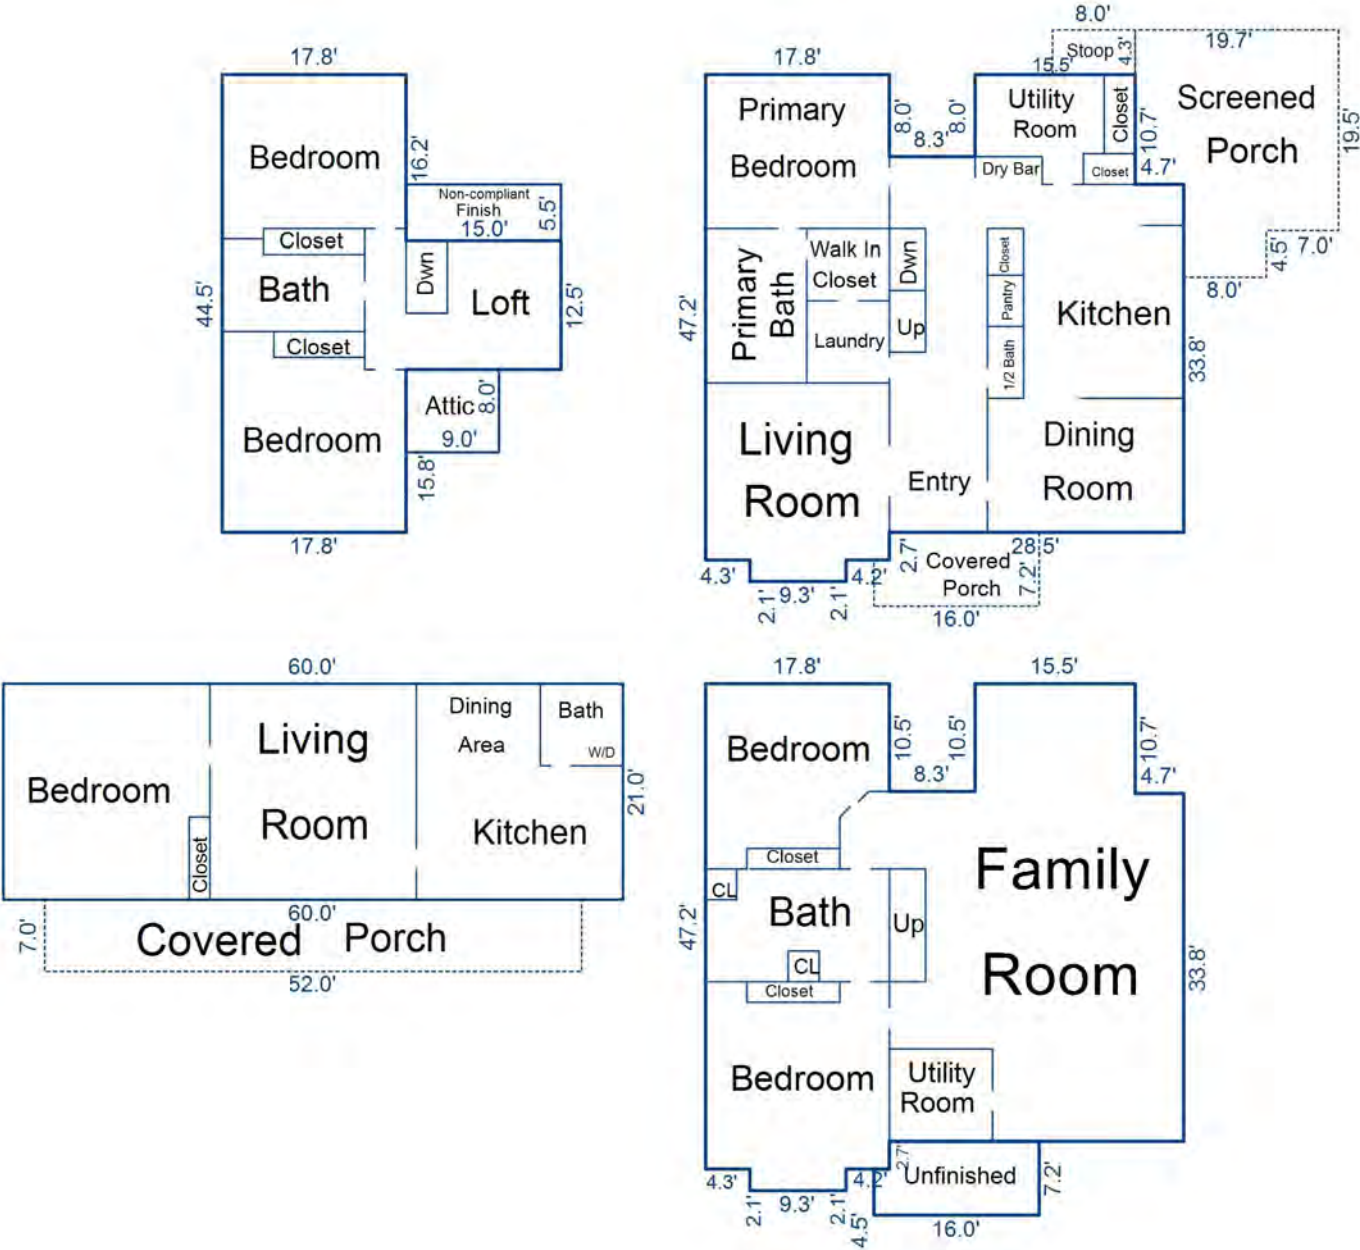 17.8'
Bedroom
16.2'
Non-compliant
Finish
15.0'
5.5'
Closet
Bath
Dwn
Loft
44.5'
12.5'
Closet
Attic
8.0'
9.0'
Bedroom
15.8'
17.8'
8.0'
17.8'
Stoop
4.3'
19.7'
15.5'
Primary
Bedroom
8.0'
8.3'
8.0'
Utility
Room
Closet
10.7'
Screened
Porch
19.5'
Dry Bar
Closet
4.7'
Primary
Bath
Walk In
Closet
Dwn
Closet
4.5'
7.0'
8.0'
47.2'
Laundry
Up
Pantry
Kitchen
1/2 Bath
33.8'
Living
Room
Entry
Dining
Room
4.3'
2.1'
9.3'
2.1'
4.2'
2.7'
28.5'
Covered
Porch
7.2'
16.0'
60.0'
Bedroom
Living
Room
Dining
Area
Bath
W/D
21.0'
Kitchen
Closet
60.0'
7.0'
Covered Porch
52.0'
17.8'
15.5'
Bedroom
10.5'
8.3'
10.5'
10.7'
4.7'
Closet
CL
Bath
Up
Family
Room
47.2'
33.8'
CL
Closet
Bedroom
Utility
Room
4.3'
2.1'
9.3'
2.1'
4.2'
4.5'
2.7'
Unfinished
7.2'
16.0'